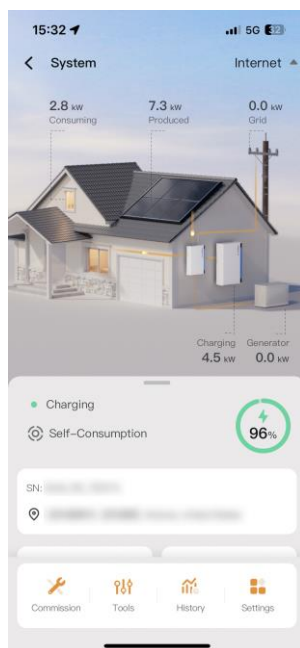 15:32 5G 32
System Internet
2.8 kW 7.3 kW 0.0 kW
Consuming Produced Grid
Charging Generator
4.5 kW 0.0 kW
Charging
Self-Consumption
96%
SN:
Commission Tools History Settings